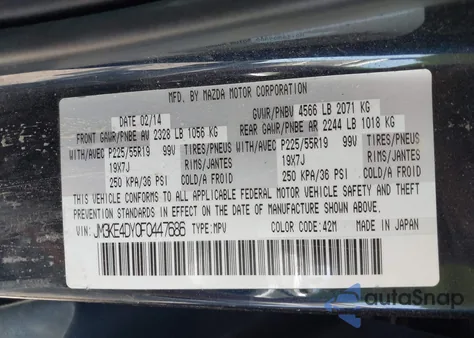 MFD. BY MAZDA MOTOR CORPORATION
DATE 02/14 GVWR/PNBV 4566 LB 2071 KG
FRONT GAWR/PNBE AV 2328 LB 1056 KG REAR GAWR/PNBE AR 2244 LB 1018 KG
WITH/AVEC P225/55R19 99V TIRES/PNEUS WITH/AVEC P225/55R19 99V TIRES/PNEUS
19X7J RIMS/JANTES 19X7J RIMS/JANTES
250 KPA/36 PSI COLD/A FROID 250 KPA/36 PSI COLD/A FROID
THIS VEHICLE CONFORMS TO ALL APPLICABLE FEDERAL MOTOR VEHICLE SAFETY AND THEFT
PREVENTION STANDARDS IN EFFECT ON THE DATE OF MANUFACTURE SHOWN ABOVE.
VIN: JM3KE4DY0F0447686 TYPE:MPV COLOR CODE:42M MADE IN JAPAN
autoSnap